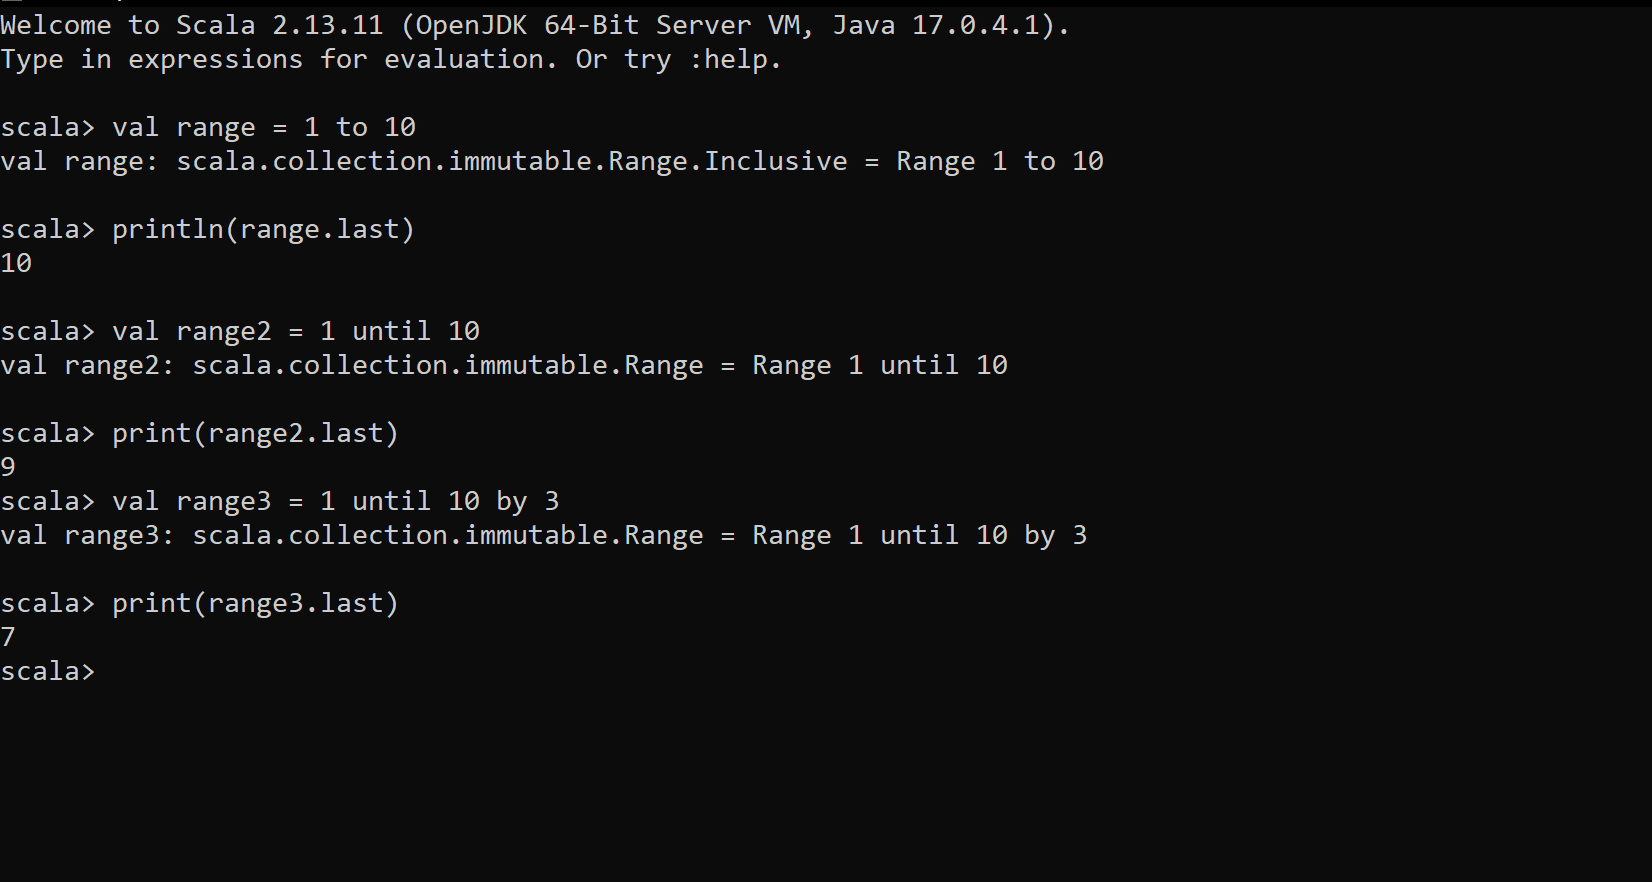 Welcome to Scala 2.13.11 (OpenJDK 64-Bit Server VM, Java 17.0.4.1).
Type in expressions for evaluation. Or try :help.
scala> val range = 1 to 10
val range: scala.collection.immutable.Range.Inclusive = Range 1 to 10
scala> println(range.last)
10
scala> val range2 = 1 until 10
val range2: scala.collection.immutable.Range = Range 1 until 10
scala> print(range2.last)
9
scala> val range3 = 1 until 10 by 3
val range3: scala.collection.immutable.Range = Range 1 until 10 by 3
scala> print(range3.last)
7
scala>